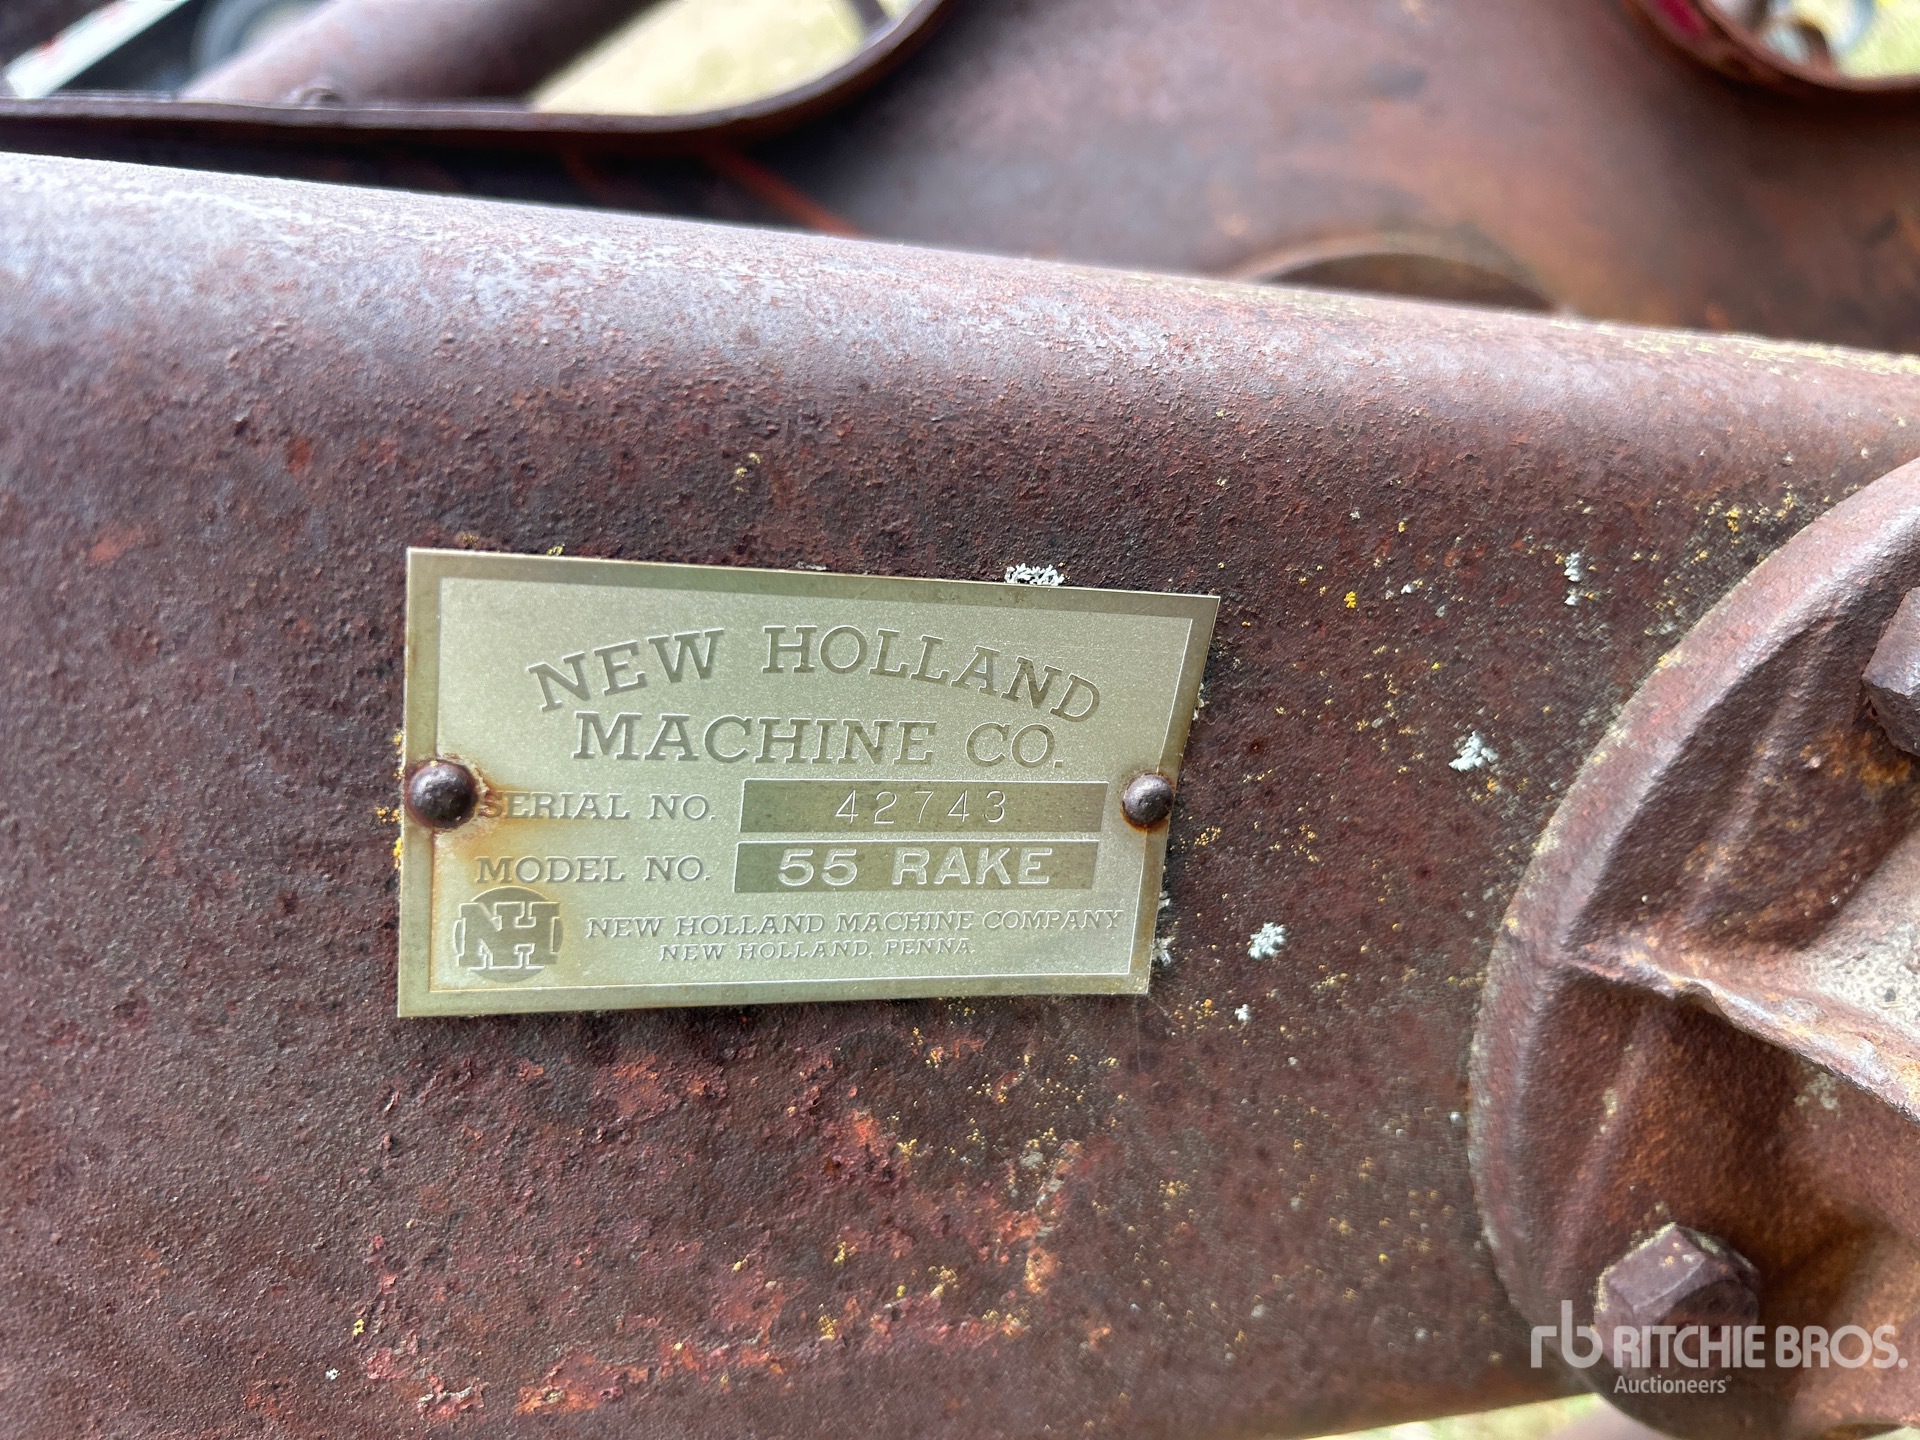 NEW HOLLAND
MACHINE CO.
SERIAL NO. 42743
MODEL NO. 55 RAKE
NH
NEW HOLLAND MACHINE COMPANY
NEW HOLLAND, PENNA.
rb RITCHIE BROS.
Auctioneers